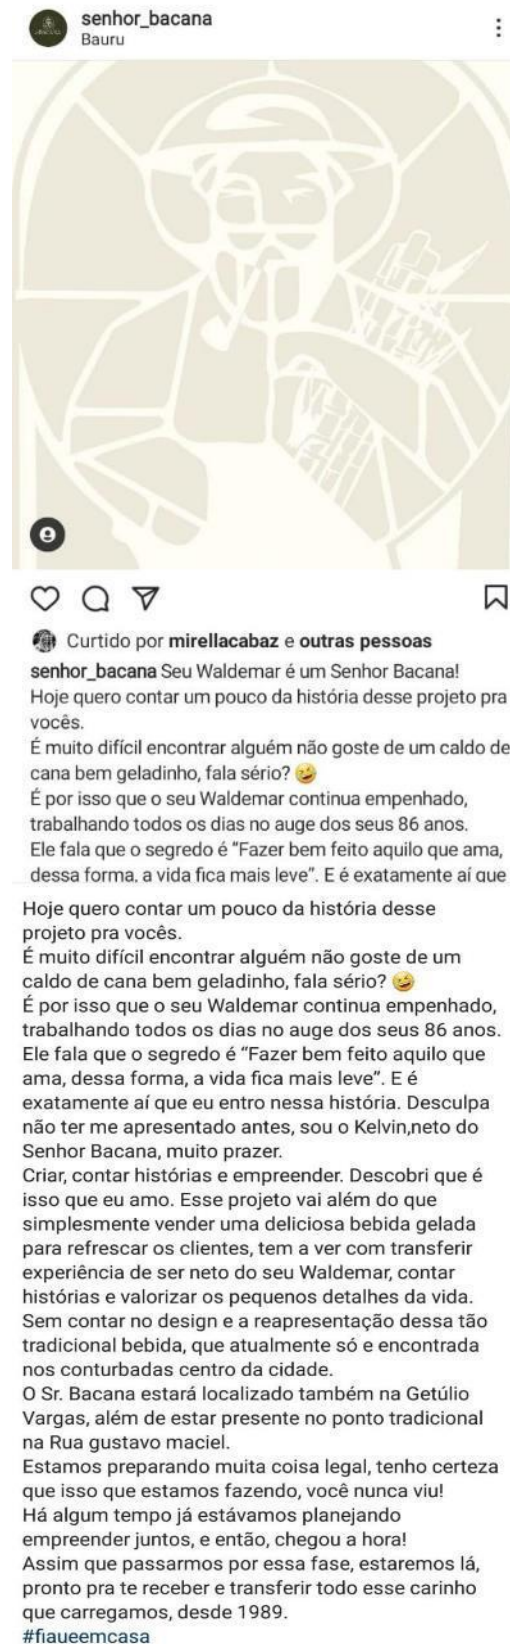 senhor_bacana
Bauru
Curtido por mirellacabaz e outras pessoas
senhor_bacana Seu Waldemar é um Senhor Bacana!
Hoje quero contar um pouco da história desse projeto pra
vocês.
É muito difícil encontrar alguém não goste de um caldo de
cana bem geladinho, fala sério? 🤣
É por isso que o seu Waldemar continua empenhado,
trabalhando todos os dias no auge dos seus 86 anos.
Ele fala que o segredo é “Fazer bem feito aquilo que ama,
dessa forma, a vida fica mais leve”. E é exatamente aí que
Hoje quero contar um pouco da história desse
projeto pra vocês.
É muito difícil encontrar alguém não goste de um
caldo de cana bem geladinho, fala sério? 🤣
É por isso que o seu Waldemar continua empenhado,
trabalhando todos os dias no auge dos seus 86 anos.
Ele fala que o segredo é “Fazer bem feito aquilo que
ama, dessa forma, a vida fica mais leve”. E é
exatamente aí que eu entro nessa história. Desculpa
não ter me apresentado antes, sou o Kelvin,neto do
Senhor Bacana, muito prazer.
Criar, contar histórias e empreender. Descobri que é
isso que eu amo. Esse projeto vai além do que
simplesmente vender uma deliciosa bebida gelada
para refrescar os clientes, tem a ver com transferir
experiência de ser neto do seu Waldemar, contar
histórias e valorizar os pequenos detalhes da vida.
Sem contar no design e a reapresentação dessa tão
tradicional bebida, que atualmente só e encontrada
nos conturbadas centro da cidade.
O Sr. Bacana estará localizado também na Getúlio
Vargas, além de estar presente no ponto tradicional
na Rua gustavo maciel.
Estamos preparando muita coisa legal, tenho certeza
que isso que estamos fazendo, você nunca viu!
Há algum tempo já estávamos planejando
empreender juntos, e então, chegou a hora!
Assim que passarmos por essa fase, estaremos lá,
pronto pra te receber e transferir todo esse carinho
que carregamos, desde 1989.
#fiqueemcasa